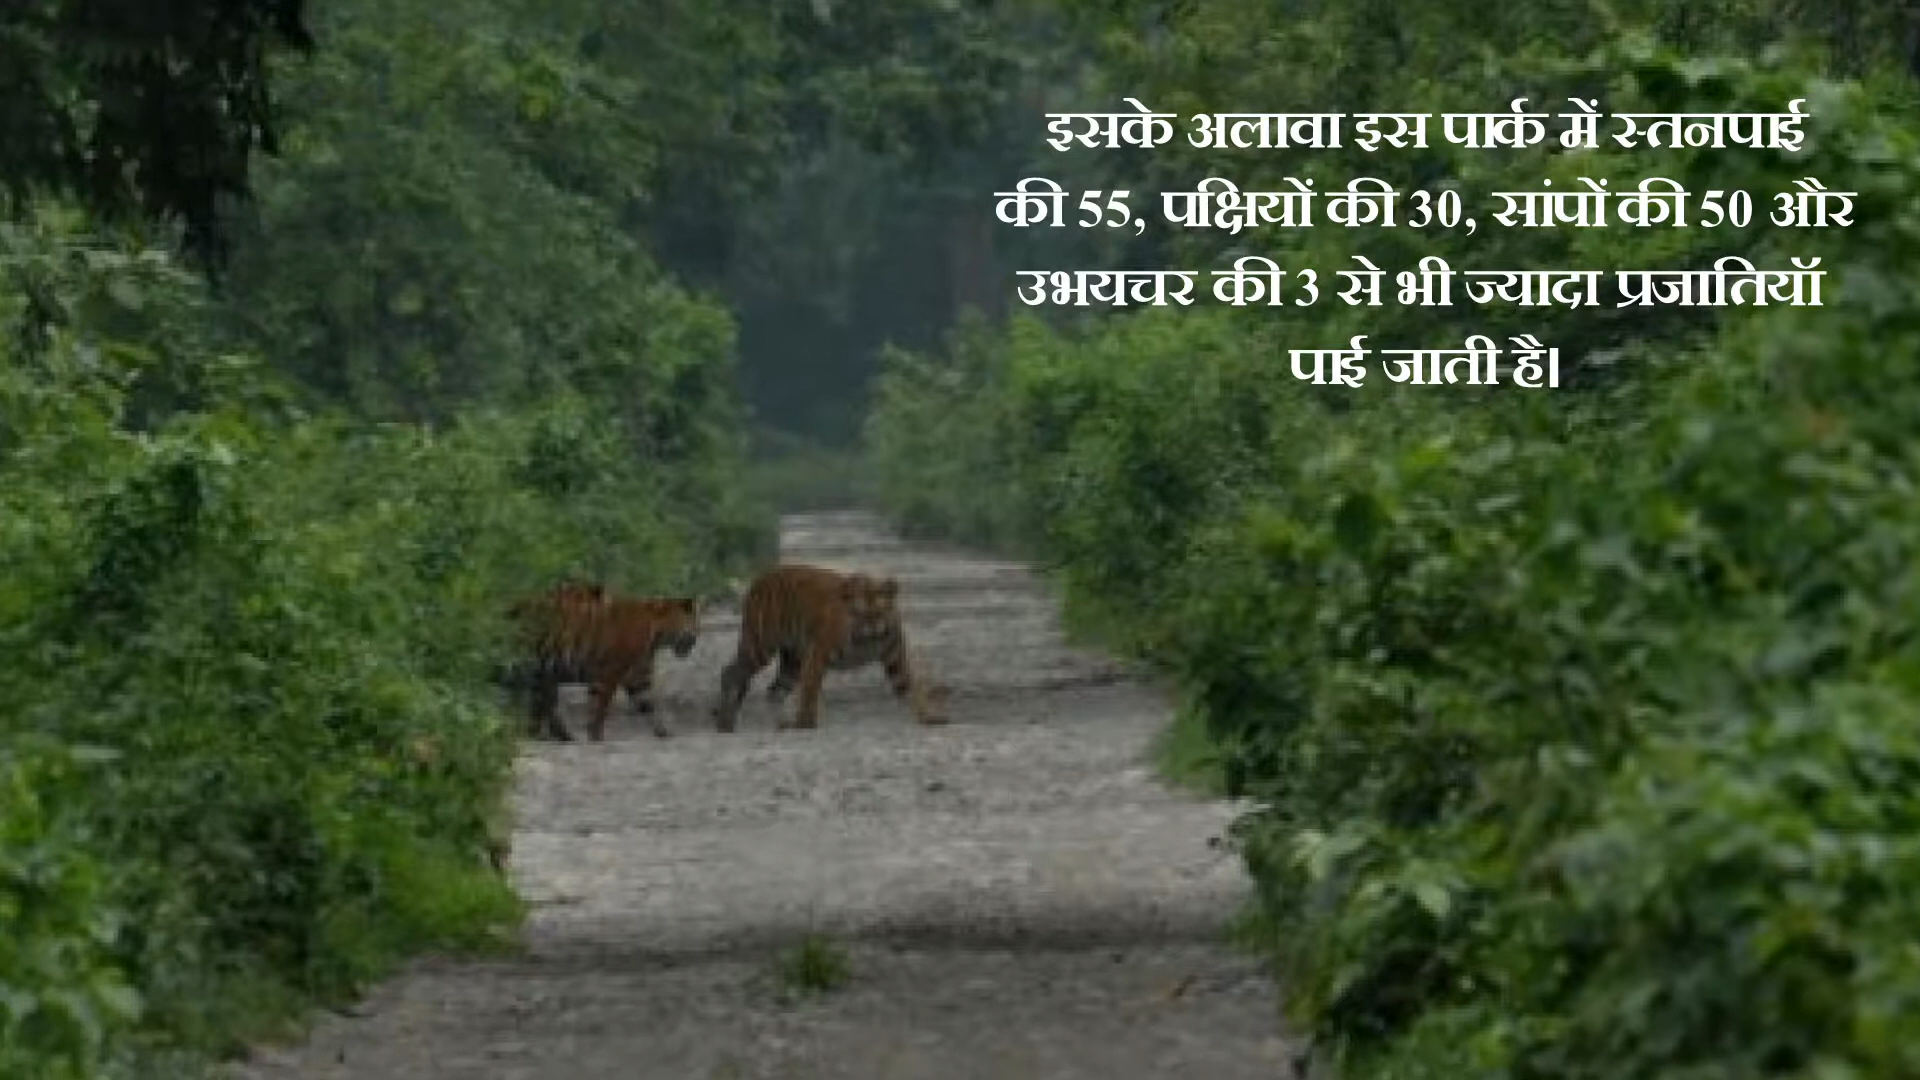 इसके अलावा इस पार्क में स्तनपाई
की 55, पक्षियों की 30, सांपों की 50 और
उभयचर की 3 से भी ज्यादा प्रजातियॉ
पाई जाती है।